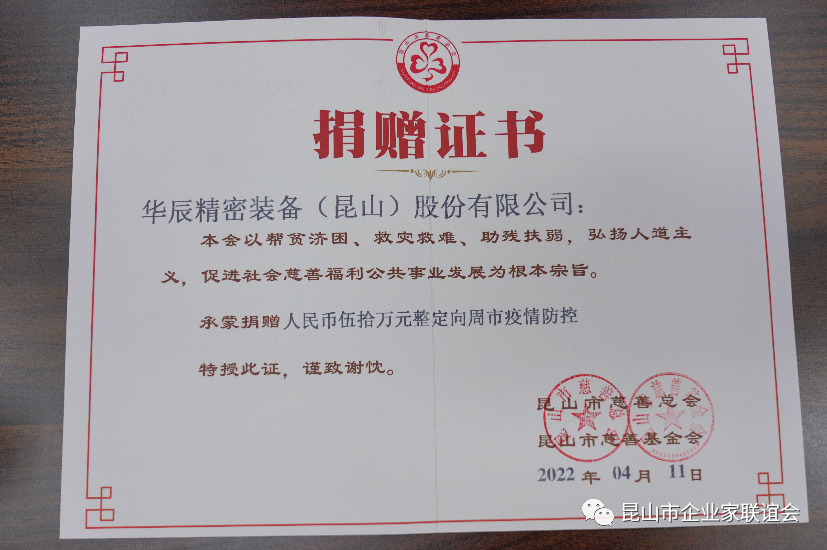 捐赠证书
华辰精密装备（昆山）股份有限公司：
本会以帮贫济困、救灾救难、助残扶弱，弘扬人道主
义，促进社会慈善福利公共事业发展为根本宗旨。
承蒙捐赠人民币伍拾万元整定向周市疫情防控
特授此证，谨致谢忱。
昆山市慈善总会
昆山市慈善基金会
2022年04月11日
昆山市企业家联谊会